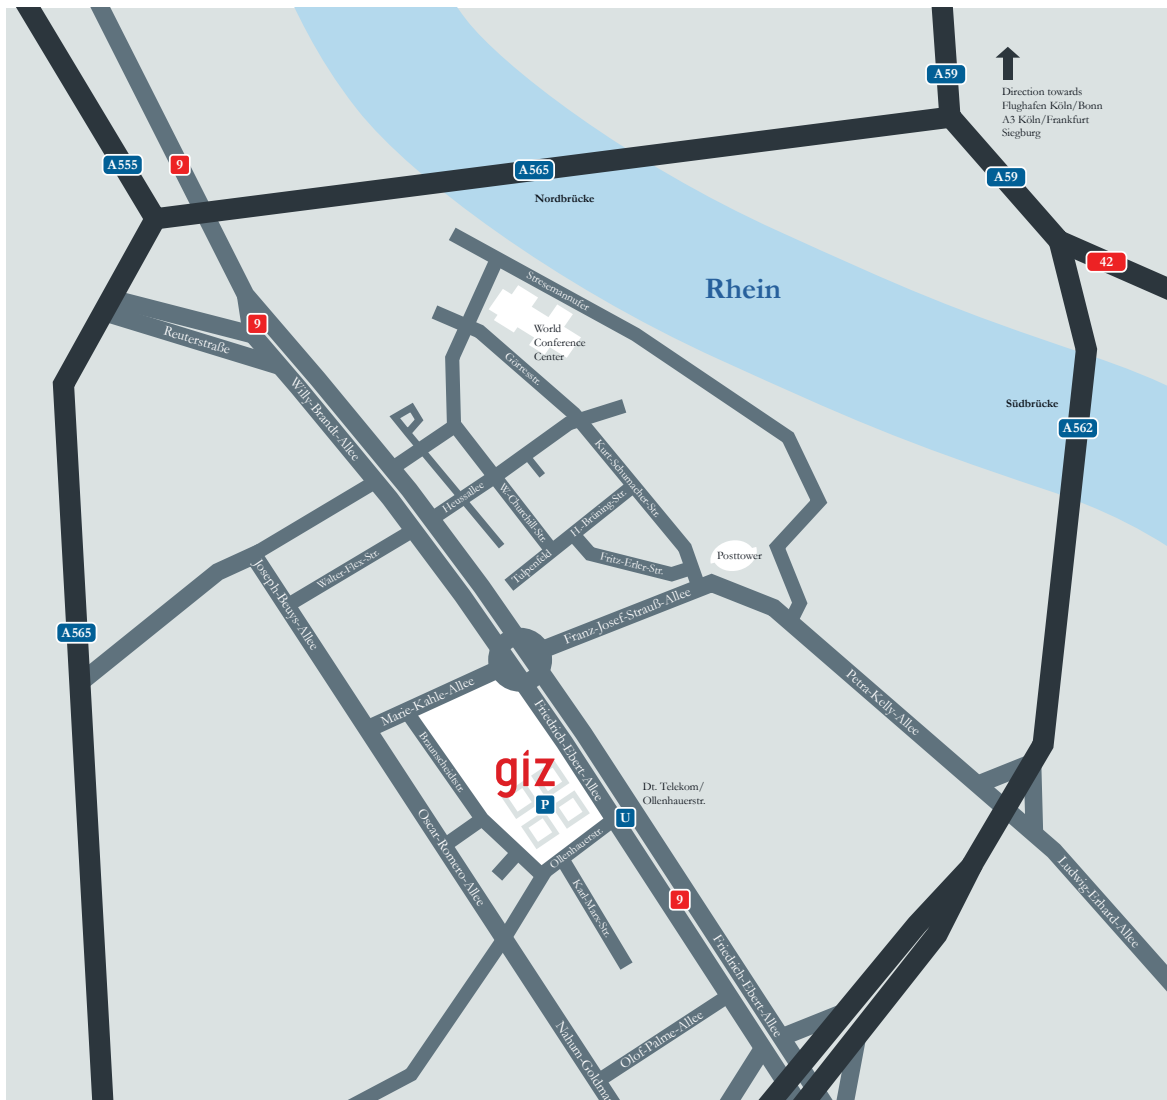 A59
Direction towards
Flughafen Köln/Bonn
A3 Köln/Frankfurt
Siegburg
A555
9
A565
A59
Nordbrücke
42
Rhein
Stresemannufer
9
World
Conference
Center
Reuterstraße
Görresstr.
Willy-Brandt-Allee
Südbrücke
A562
Kurt-Schumacher-Str.
Heussallee
W.-Churchill-Str.
H.-Brüning-Str.
Tulpenfeld
Fritz-Erler-Str.
Posttower
Walter-Flex-Str.
Joseph-Beuys-Allee
Franz-Josef-Strauß-Allee
A565
Marie-Kahle-Allee
Petra-Kelly-Allee
Friedrich-Ebert-Allee
Braunscheidtstr.
giz
P
Dt. Telekom/
Ollenhauerstr.
U
Oscar-Romero-Allee
Ollenhauerstr.
Karl-Marx-Str.
9
Ludwig-Erhard-Allee
Friedrich-Ebert-Allee
Olof-Palme-Allee
Nahum-Goldma